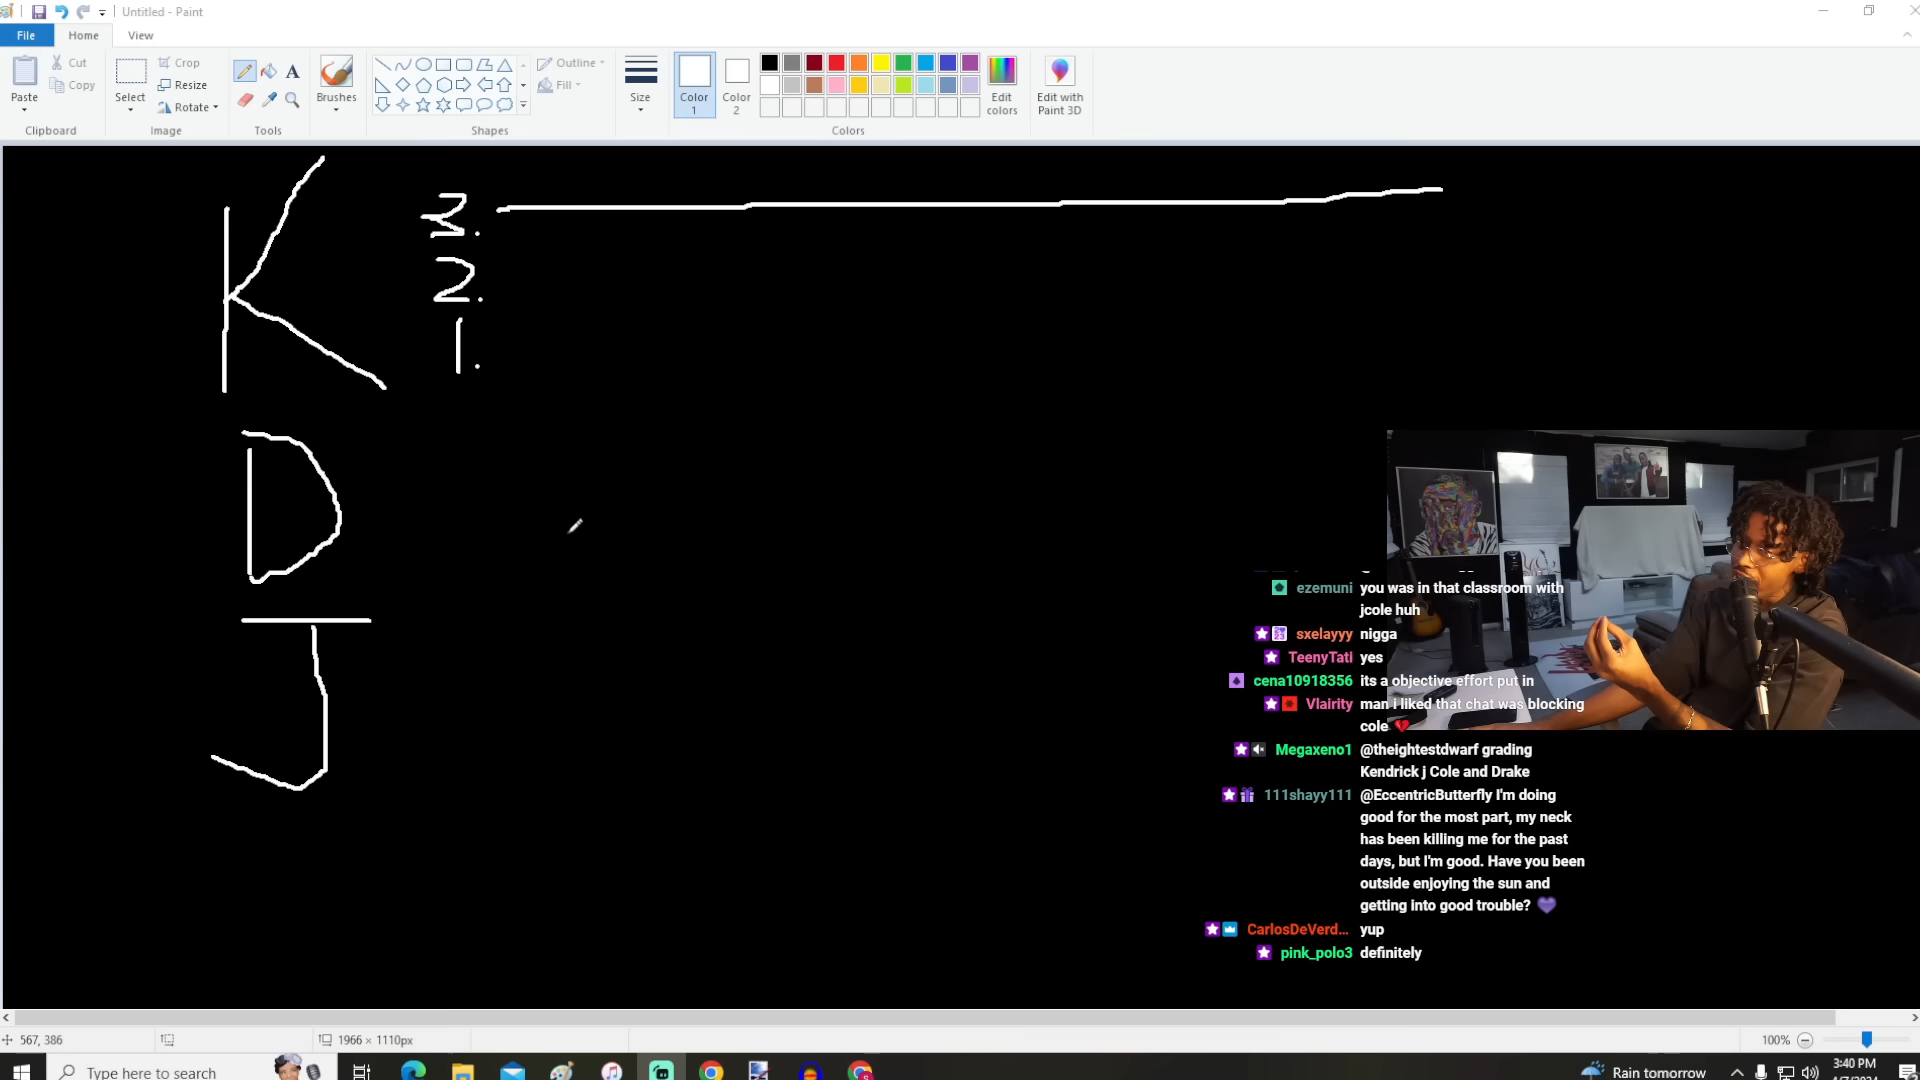 Untitled - Paint
File Home View
Paste
Cut
Copy
Clipboard
Select
Crop
Resize
Rotate
Image
A
Tools
Brushes
Shapes
Outline
Fill
Size
Color 1
Color 2
Colors
Edit colors
Edit with Paint 3D
K 3.
2.
1.
D
J
ezemuni you was in that classroom with
jcole huh
sxelayyy nigga
TeenyTati yes
cena10918356 its a objective effort put in
Vlairity man i liked that chat was blocking
cole 💔
Megaxeno1 @theightestdwarf grading
Kendrick j Cole and Drake
111shayy111 @EccentricButterfly I'm doing
good for the most part, my neck
has been killing me for the past
days, but I'm good. Have you been
outside enjoying the sun and
getting into good trouble? 💜
CarlosDeVerd... yup
pink_polo3 definitely
567, 386
1966 × 1110px
100%
Type here to search
Rain tomorrow
3:40 PM